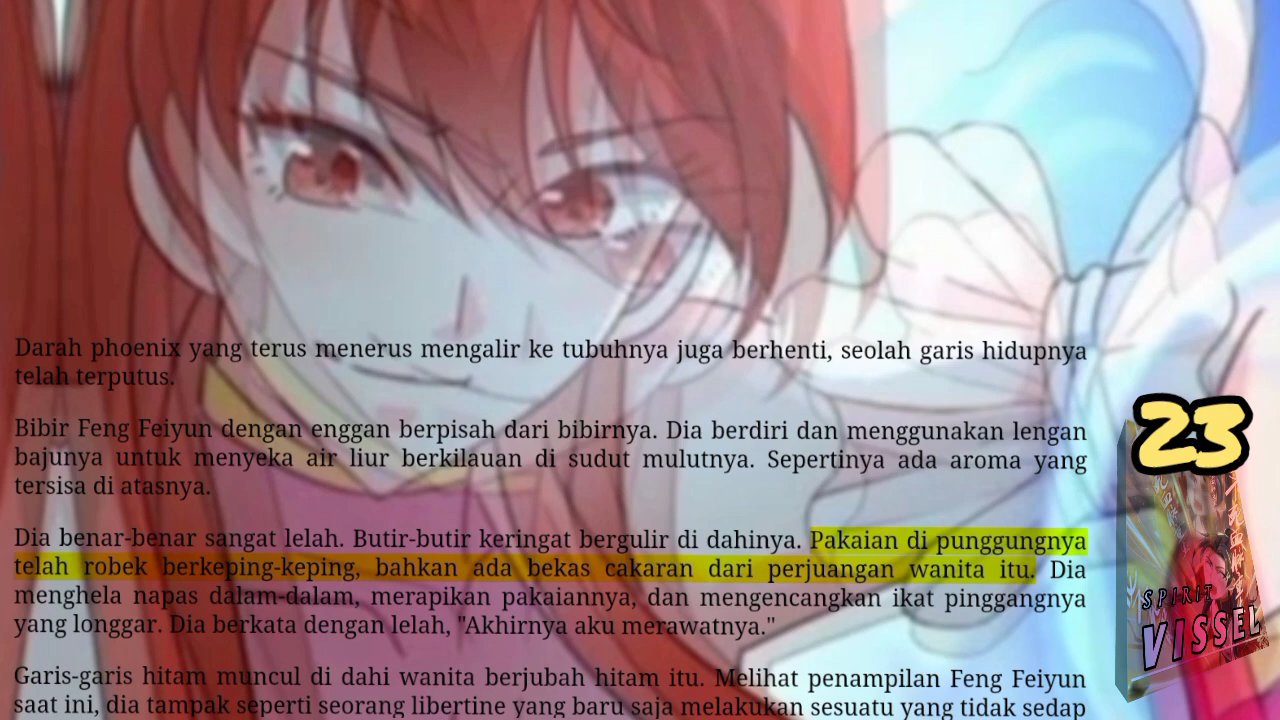 Darah phoenix yang terus menerus mengalir ke tubuhnya juga berhenti, seolah garis hidupnya
telah terputus.
Bibir Feng Feiyun dengan enggan berpisah dari bibirnya. Dia berdiri dan menggunakan lengan
bajunya untuk menyeka air liur berkilauan di sudut mulutnya. Sepertinya ada aroma yang
tersisa di atasnya.
Dia benar-benar sangat lelah. Butir-butir keringat bergulir di dahinya. Pakaian di punggungnya
telah robek berkeping-keping, bahkan ada bekas cakaran dari perjuangan wanita itu. Dia
menghela napas dalam-dalam, merapikan pakaiannya, dan mengencangkan ikat pinggangnya
yang longgar. Dia berkata dengan lelah, "Akhirnya aku merawatnya."
Garis-garis hitam muncul di dahi wanita berjubah hitam itu. Melihat penampilan Feng Feiyun
saat ini, dia tampak seperti seorang libertine yang baru saja melakukan sesuatu yang tidak sedap
23
SPIRIT
VISSEL